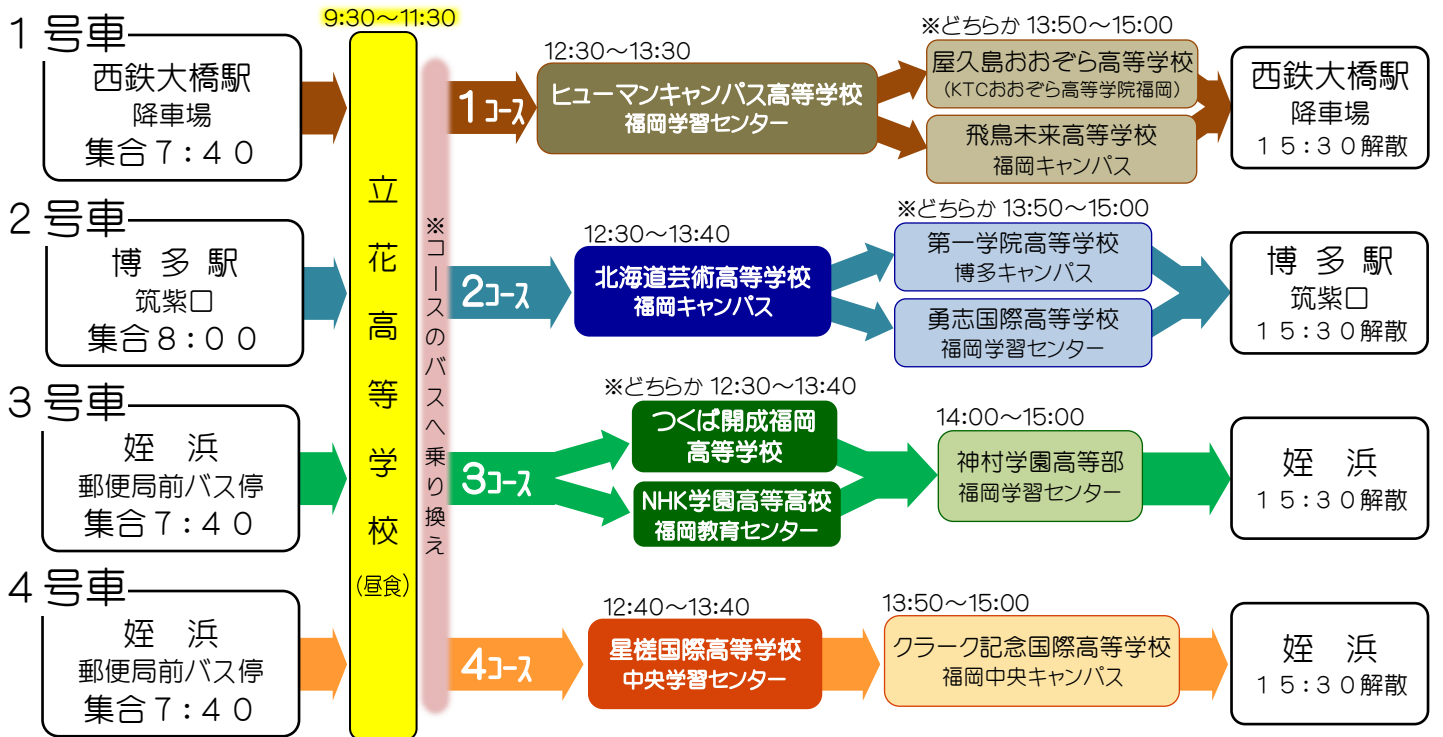 1号車
西鉄大橋駅
降車場
集合7:40
2号車
博多駅
筑紫口
集合8:00
3号車
姪 浜
郵便局前バス停
集合7:40
4号車
姪 浜
郵便局前バス停
集合7:40
9:30～11:30
立花高等学校
(昼食)
※コースのバスへ乗り換え
1コース
12:30～13:30
ヒューマンキャンパス高等学校
福岡学習センター
※どちらか 13:50～15:00
屋久島おおぞら高等学校
(KTCおおぞら高等学院福岡)
飛鳥未来高等学校
福岡キャンパス
西鉄大橋駅
降車場
15:30解散
2コース
12:30～13:40
北海道芸術高等学校
福岡キャンパス
※どちらか 13:50～15:00
第一学院高等学校
博多キャンパス
勇志国際高等学校
福岡学習センター
博多駅
筑紫口
15:30解散
3コース
※どちらか 12:30～13:40
つくば開成福岡
高等学校
NHK学園高等高校
福岡教育センター
14:00～15:00
神村学園高等部
福岡学習センター
姪 浜
15:30解散
4コース
12:40～13:40
星槎国際高等学校
中央学習センター
13:50～15:00
クラーク記念国際高等学校
福岡中央キャンパス
姪 浜
15:30解散